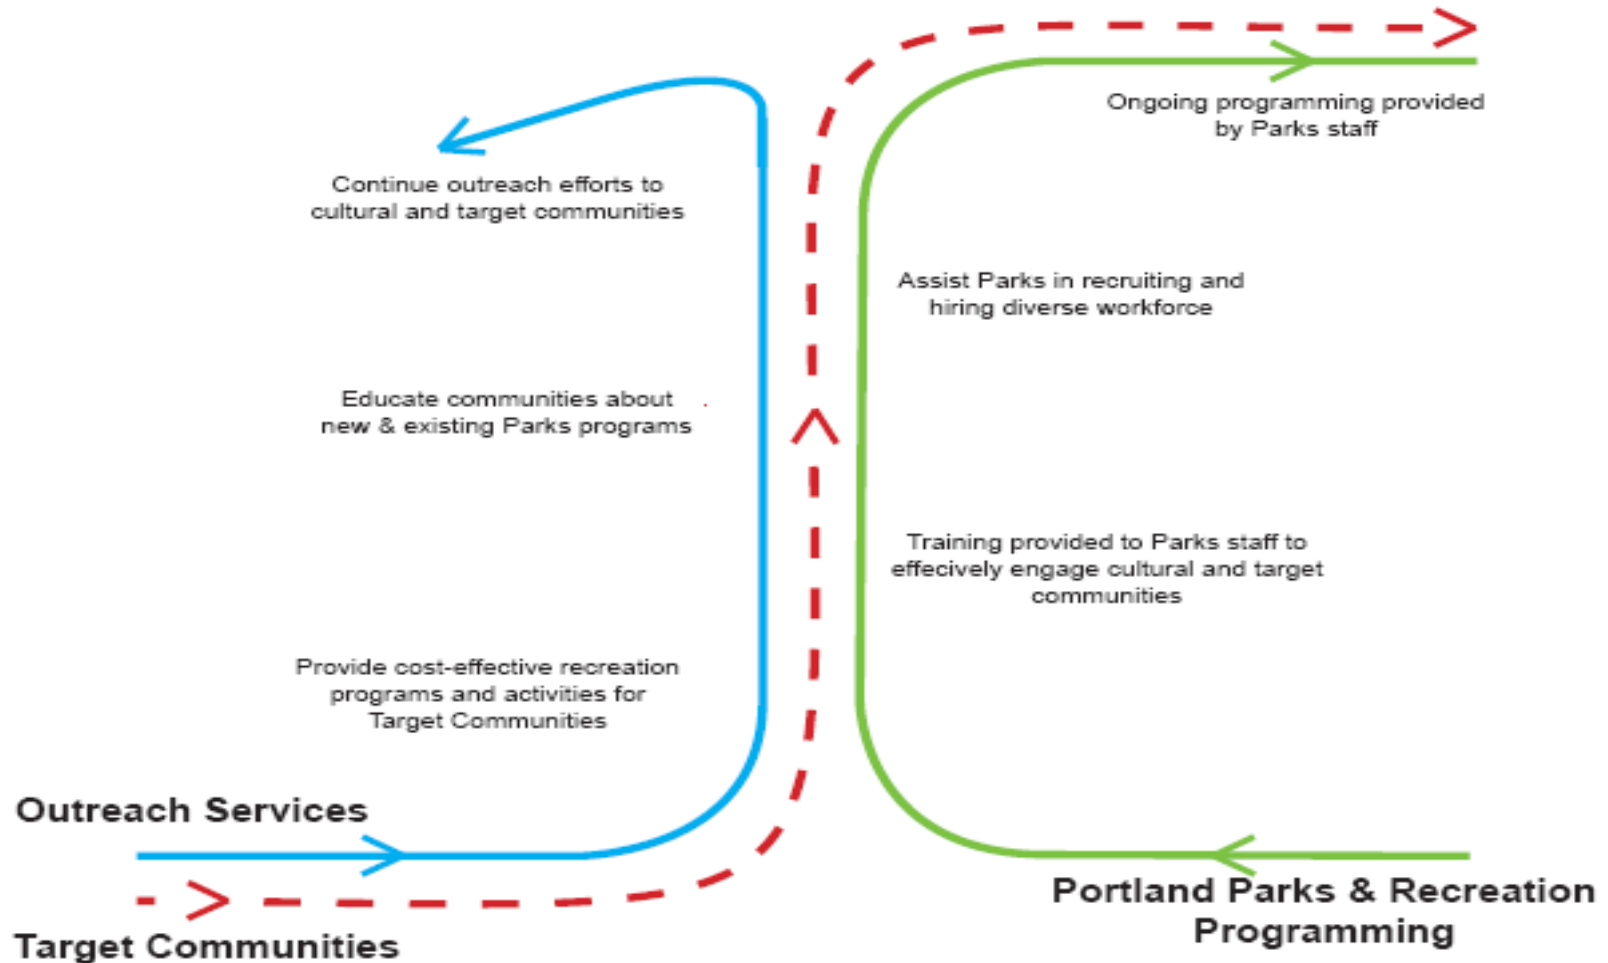 Ongoing programming provided
by Parks staff
Continue outreach efforts to
cultural and target communities
Assist Parks in recruiting and
hiring diverse workforce
Educate communities about
new & existing Parks programs
Training provided to Parks staff to
effecively engage cultural and target
communities
Provide cost-effective recreation
programs and activities for
Target Communities
Outreach Services
Portland Parks & Recreation
Programming
Target Communities